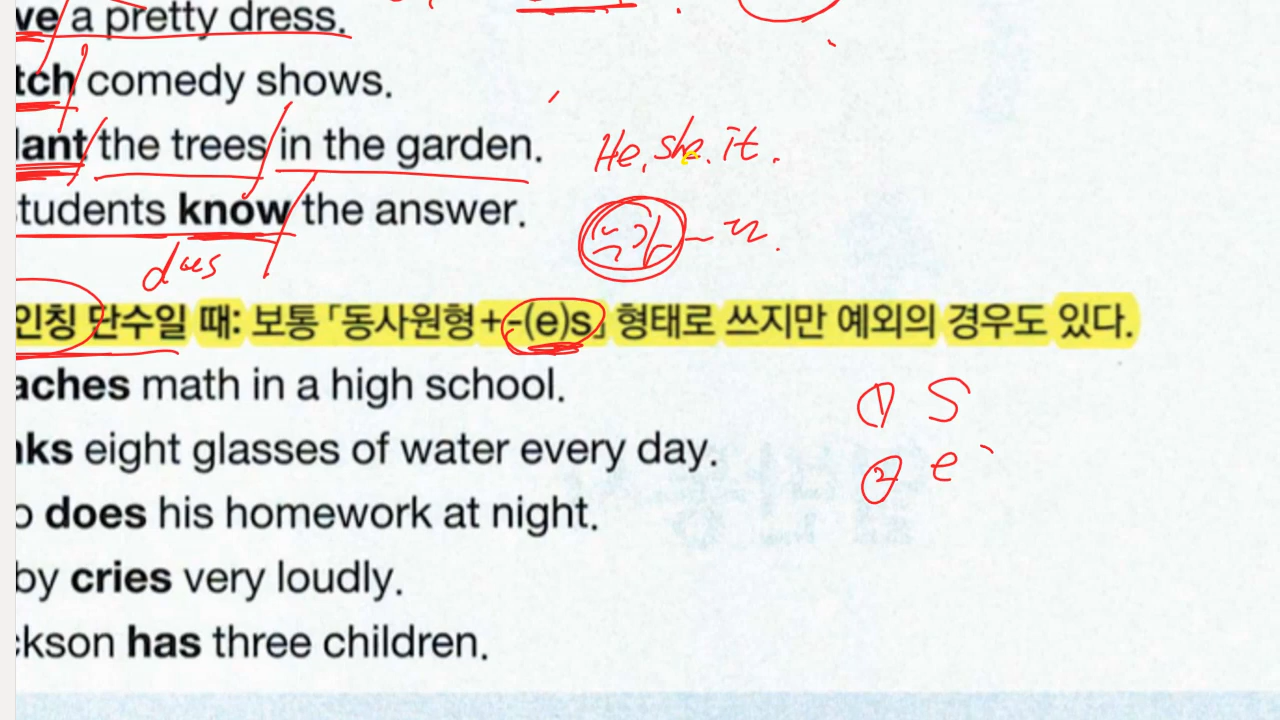 ve a pretty dress.
tch comedy shows.
lant the trees in the garden.
He, she, it.
tudents know the answer.
인칭 단수일 때: 보통 「동사원형+-(e)s」 형태로 쓰지만 예외의 경우도 있다.
aches math in a high school.
① s
nks eight glasses of water every day.
② e
o does his homework at night.
by cries very loudly.
ckson has three children.